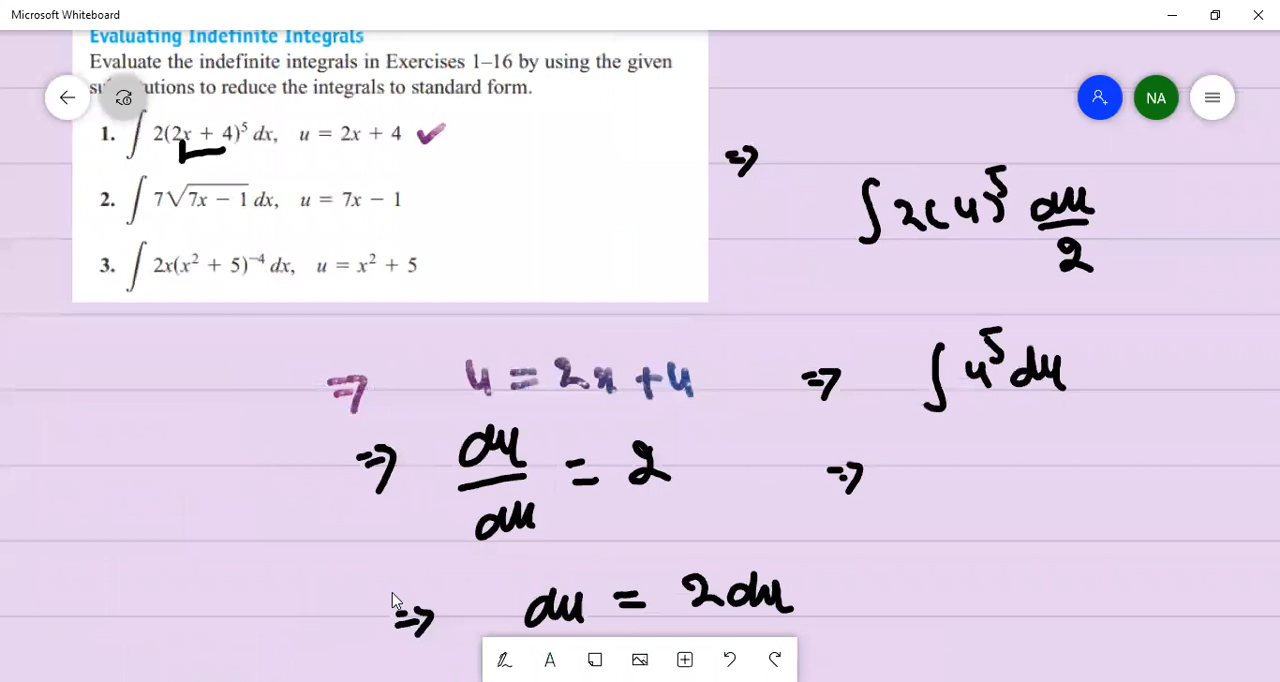 Microsoft Whiteboard
Evaluating Indefinite Integrals
Evaluate the indefinite integrals in Exercises 1–16 by using the given
utions to reduce the integrals to standard form.
NA
1. ∫ 2(2x + 4)⁵ dx, u = 2x + 4 ✓
2. ∫ 7√(7x − 1) dx, u = 7x − 1
3. ∫ 2x(x² + 5)⁻⁴ dx, u = x² + 5
⇒ u = 2x + 4
⇒ du/dx = 2
⇒ du = 2dx
⇒ ∫ 2(u)⁵ du/2
⇒ ∫ u⁵ du
⇒
A